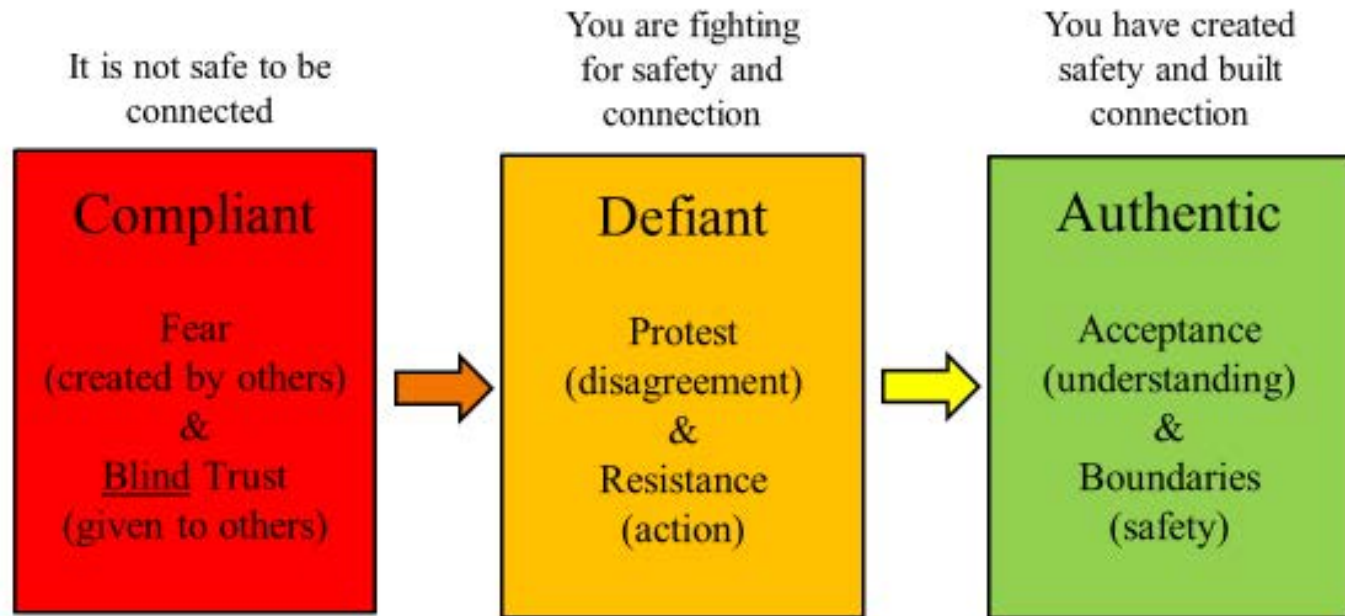 It is not safe to be
connected
You are fighting
for safety and
connection
You have created
safety and built
connection
Compliant
Fear
(created by others)
&
Blind Trust
(given to others)
Defiant
Protest
(disagreement)
&
Resistance
(action)
Authentic
Acceptance
(understanding)
&
Boundaries
(safety)